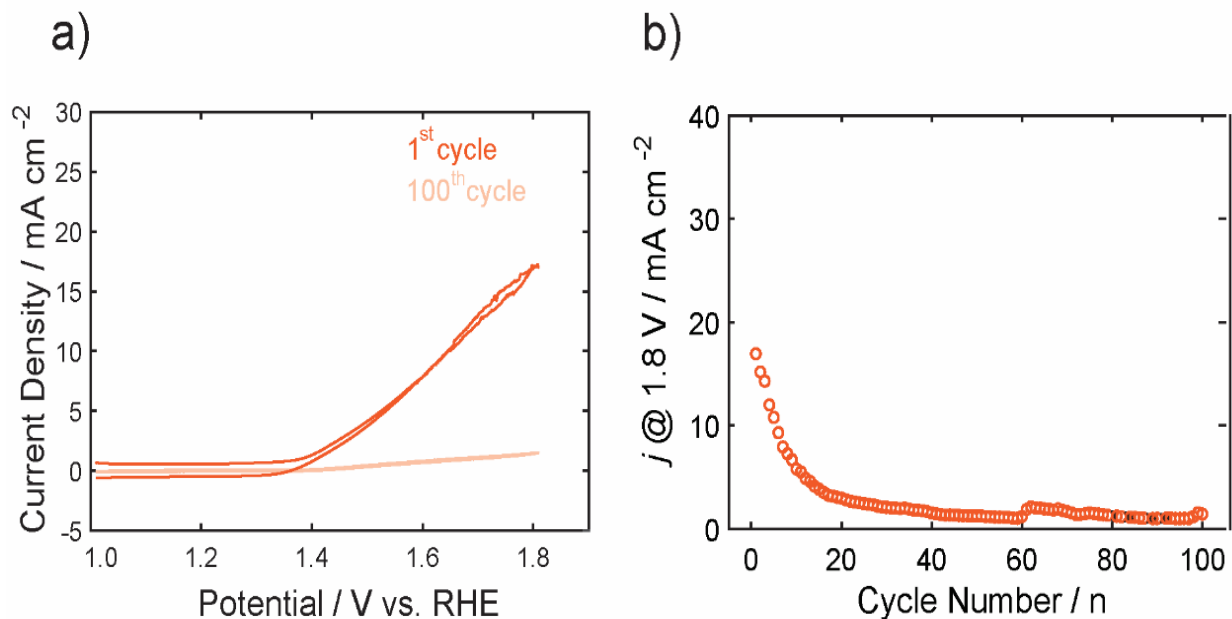 a)
30
25
20
15
10
5
0
-5
Current Density / mA cm⁻²
1st cycle
100th cycle
1.0 1.2 1.4 1.6 1.8
Potential / V vs. RHE
b)
40
30
20
10
0
j @ 1.8 V / mA cm⁻²
0 20 40 60 80 100
Cycle Number / n